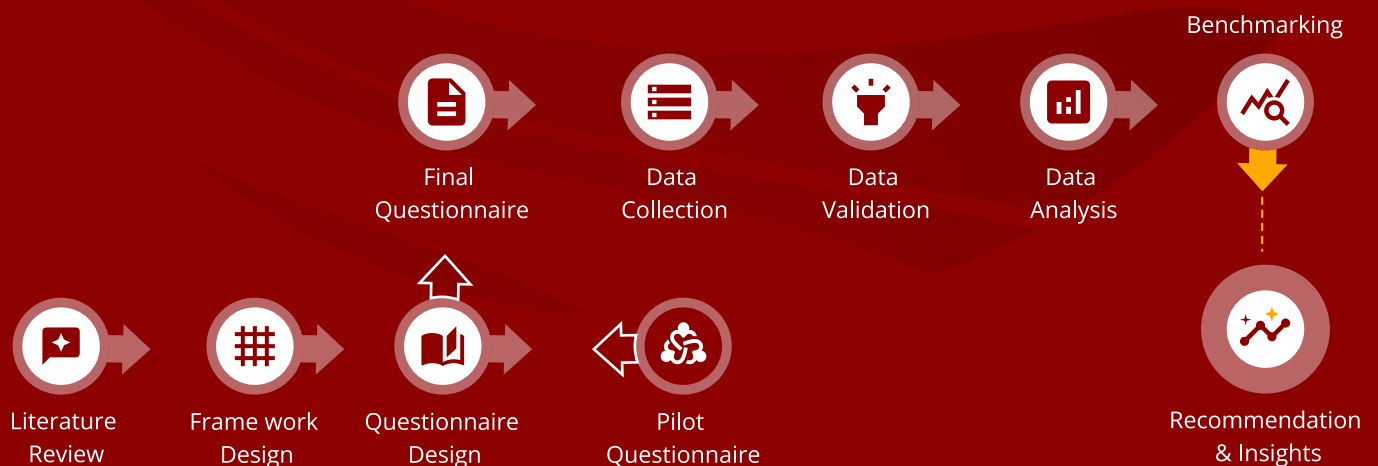 Benchmarking
Final
Questionnaire
Data
Collection
Data
Validation
Data
Analysis
Literature
Review
Frame work
Design
Questionnaire
Design
Pilot
Questionnaire
Recommendation
& Insights